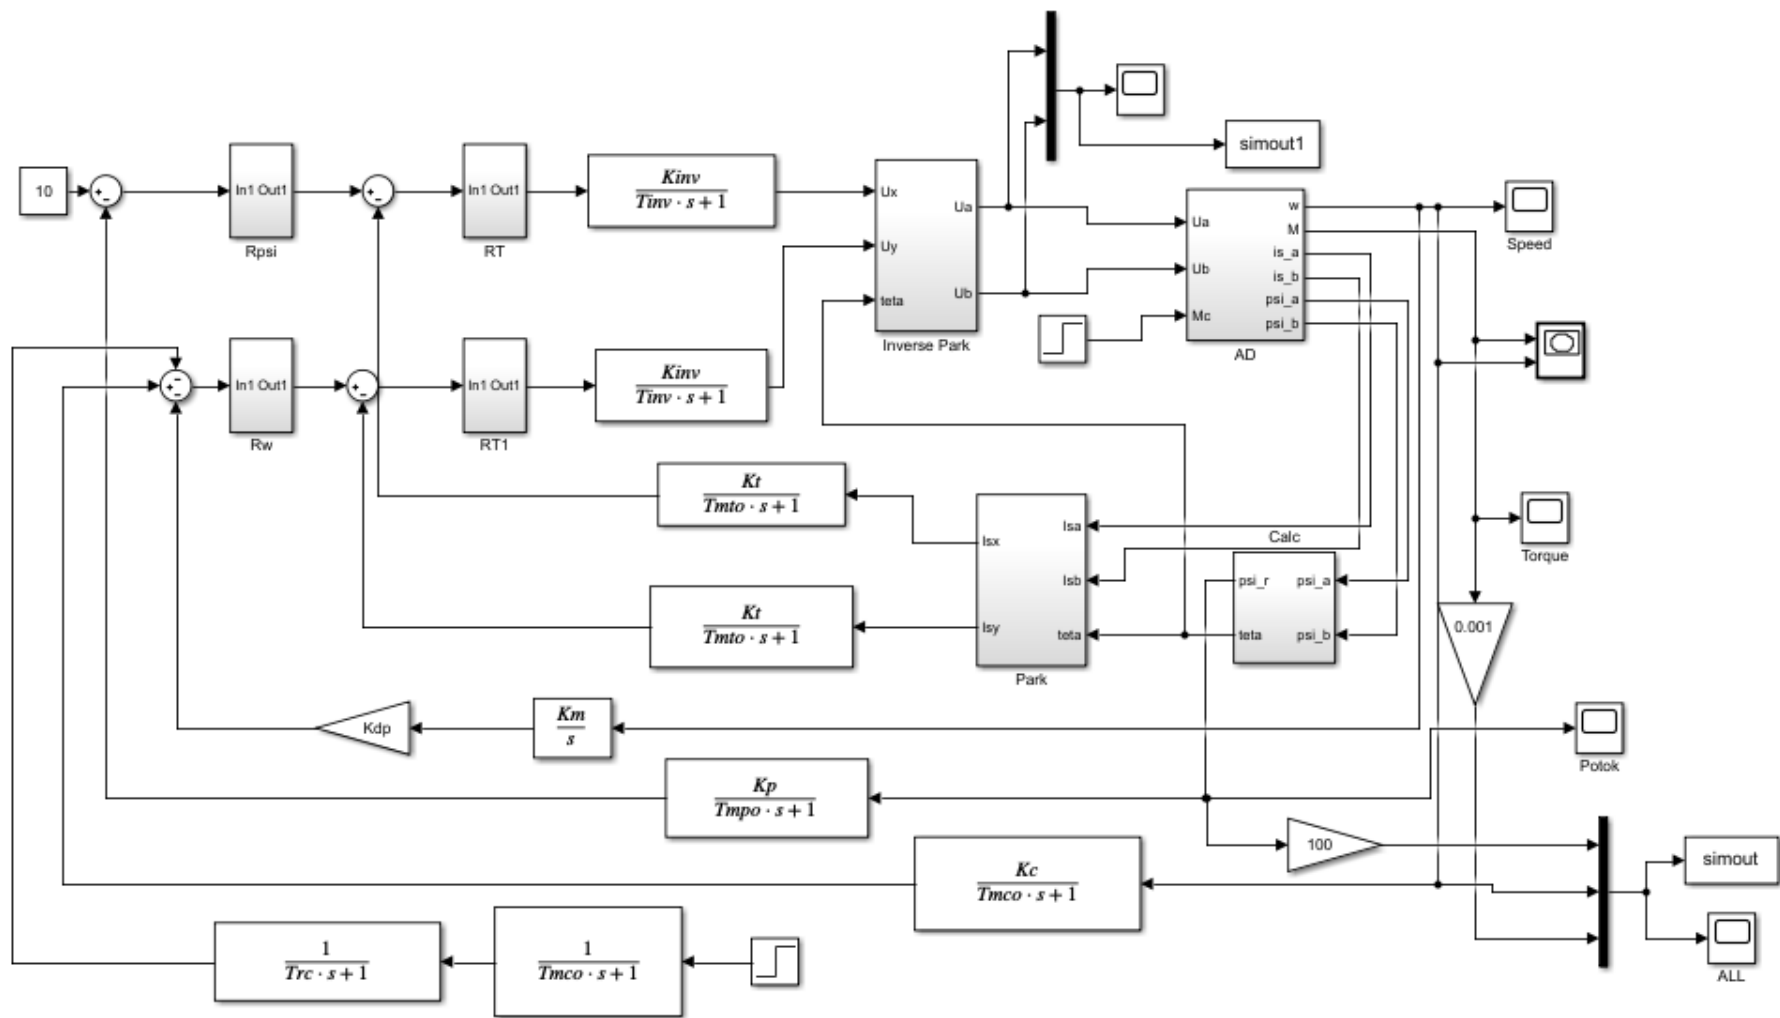 simout1
10
+
-
In1 Out1
Rpsi
+
-
In1 Out1
RT
Kinv
Tinv · s + 1
Ux
Uy
teta
Ua
Ub
Inverse Park
Ua
Ub
Mc
w
M
is_a
is_b
psi_a
psi_b
AD
Speed
-
+
-
In1 Out1
Rw
+
-
In1 Out1
RT1
Kinv
Tinv · s + 1
Kt
Tmto · s + 1
Isx
Isy
Isa
Isb
teta
Park
Calc
psi_r
teta
psi_a
psi_b
Torque
Kt
Tmto · s + 1
0.001
Kdp
Km
s
Potok
Kp
Tmpo · s + 1
100
Kc
Tmco · s + 1
simout
1
Trc · s + 1
1
Tmco · s + 1
ALL